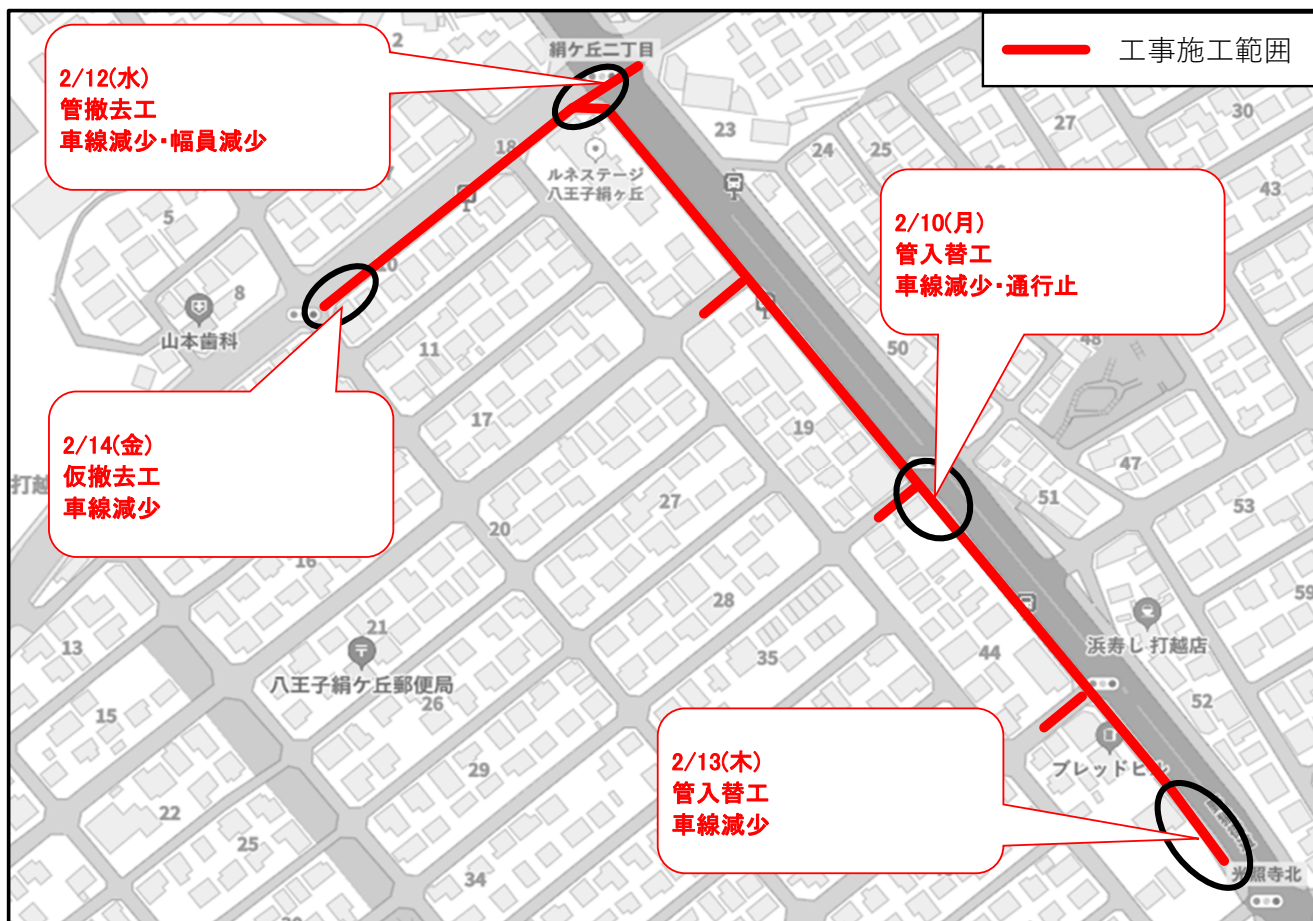 工事施工範囲
絹ケ丘二丁目
2
2/12(水)
管撤去工
車線減少・幅員減少
18
ルネステージ
八王子絹ヶ丘
23
24
25
27
30
43
5
8
20
山本歯科
11
17
19
50
48
47
51
53
59
2/10(月)
管入替工
車線減少・通行止
2/14(金)
仮撤去工
車線減少
打越
16
20
27
28
35
44
52
浜寿し 打越店
13
21
八王子絹ケ丘郵便局
26
15
29
22
25
34
ブレッドビル
2/13(木)
管入替工
車線減少
光照寺北